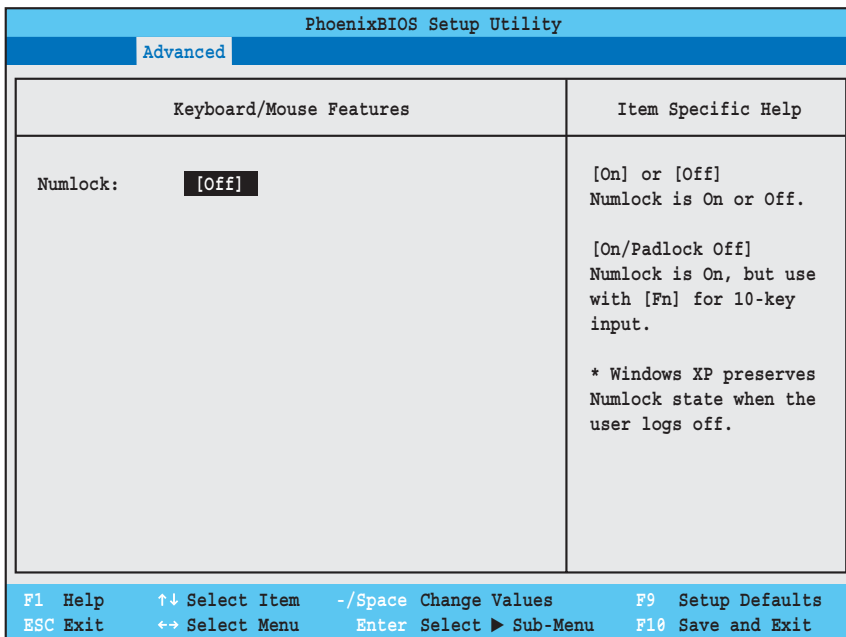 PhoenixBIOS Setup Utility
Advanced
Keyboard/Mouse Features
Item Specific Help
Numlock: [Off]
[On] or [Off]
Numlock is On or Off.
[On/Padlock Off]
Numlock is On, but use
with [Fn] for 10-key
input.
* Windows XP preserves
Numlock state when the
user logs off.
F1 Help ↑↓ Select Item -/Space Change Values F9 Setup Defaults
ESC Exit ←→ Select Menu Enter Select ▶ Sub-Menu F10 Save and Exit